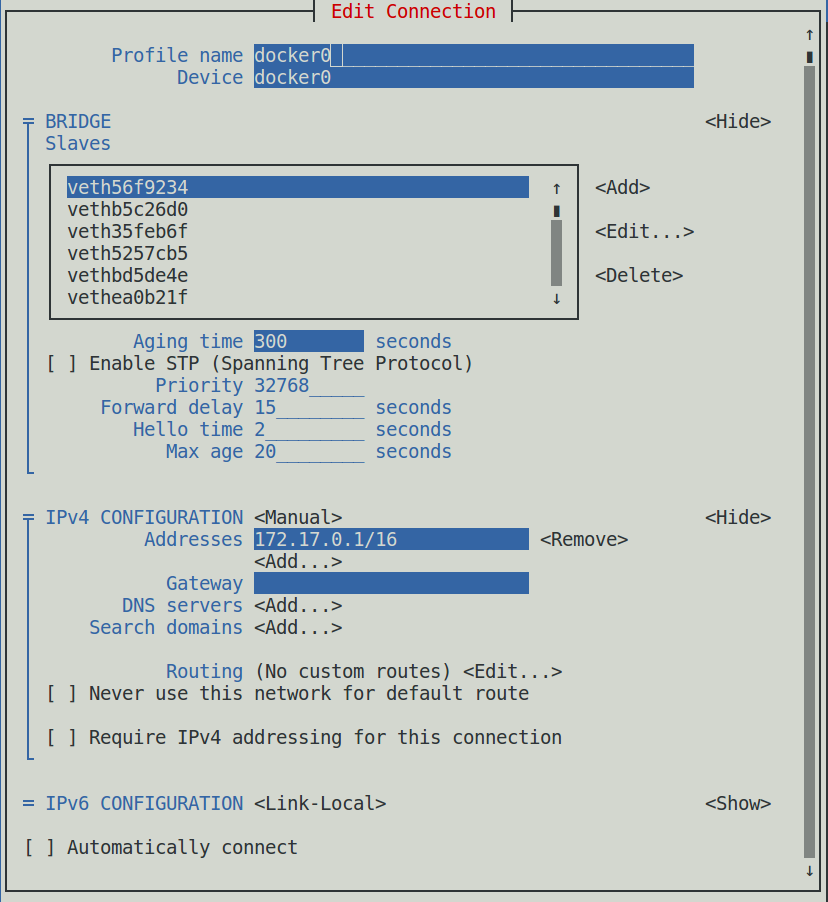 Edit Connection
Profile name docker0
Device docker0
BRIDGE <Hide>
Slaves
veth56f9234 ↑ <Add>
vethb5c26d0
veth35feb6f <Edit...>
veth5257cb5
vethbd5de4e <Delete>
vethea0b21f ↓
Aging time 300 seconds
[ ] Enable STP (Spanning Tree Protocol)
Priority 32768_____
Forward delay 15________ seconds
Hello time 2_________ seconds
Max age 20________ seconds
IPv4 CONFIGURATION <Manual> <Hide>
Addresses 172.17.0.1/16 <Remove>
<Add...>
Gateway
DNS servers <Add...>
Search domains <Add...>
Routing (No custom routes) <Edit...>
[ ] Never use this network for default route
[ ] Require IPv4 addressing for this connection
= IPv6 CONFIGURATION <Link-Local> <Show>
[ ] Automatically connect